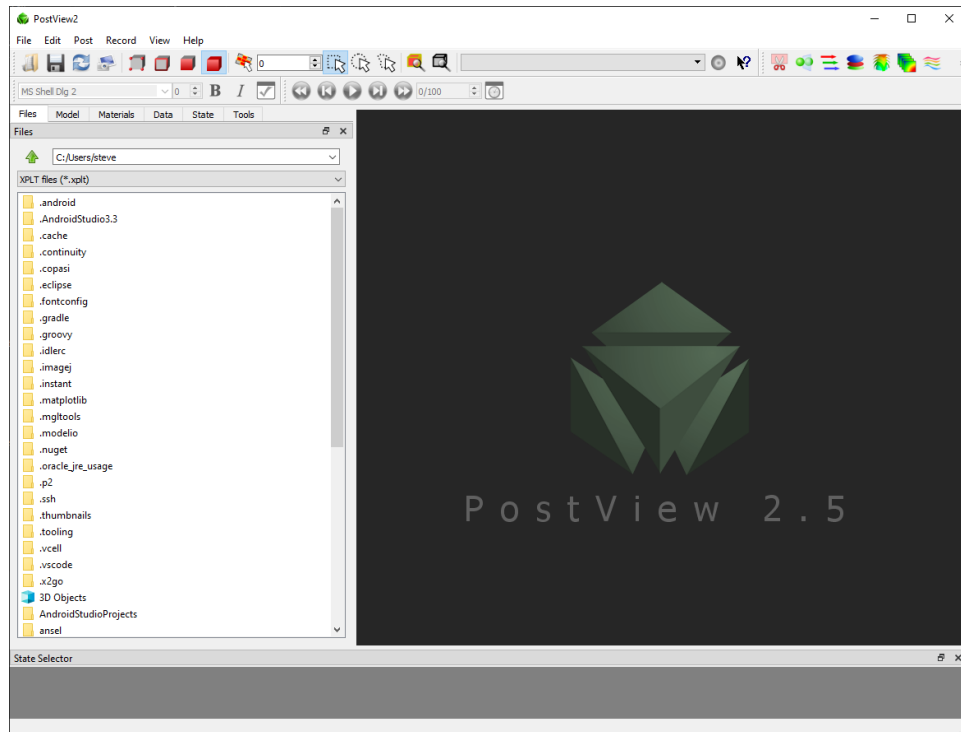 PostView2
File Edit Post Record View Help
0
MS Shell Dlg 2 0 B I 0/100
Files Model Materials Data State Tools
Files
C:/Users/steve
XPLT files (*.xplt)
.android
.AndroidStudio3.3
.cache
.continuity
.copasi
.eclipse
.fontconfig
.gradle
.groovy
.idlerc
.imagej
.instant
.matplotlib
.mgltools
.modelio
.nuget
.oracle_jre_usage
.p2
.ssh
.thumbnails
.tooling
.vcell
.vscode
.x2go
3D Objects
AndroidStudioProjects
ansel
PostView 2.5
State Selector